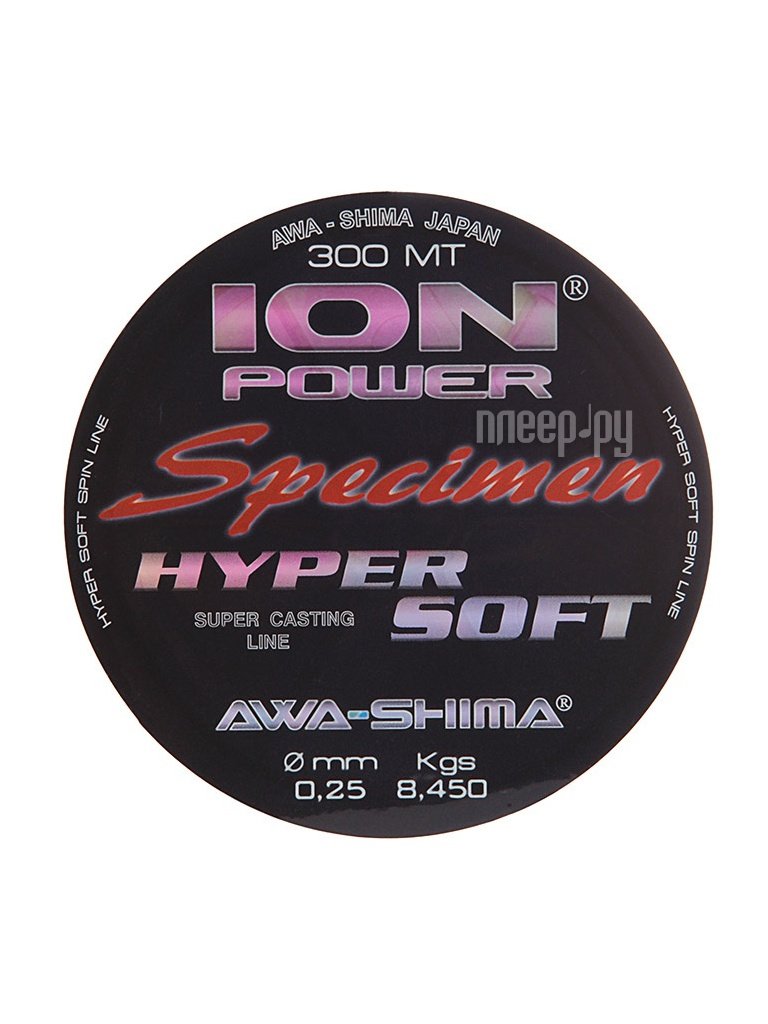 AWA - SHIMA JAPAN
300 MT
ION®
POWER
плеер.ру
Specimen
HYPER SOFT SPIN LINE
HYPER SOFT SPIN LINE
HYPER
SOFT
SUPER CASTING
LINE
AWA-SHIMA®
Ø mm Kgs
0,25 8,450